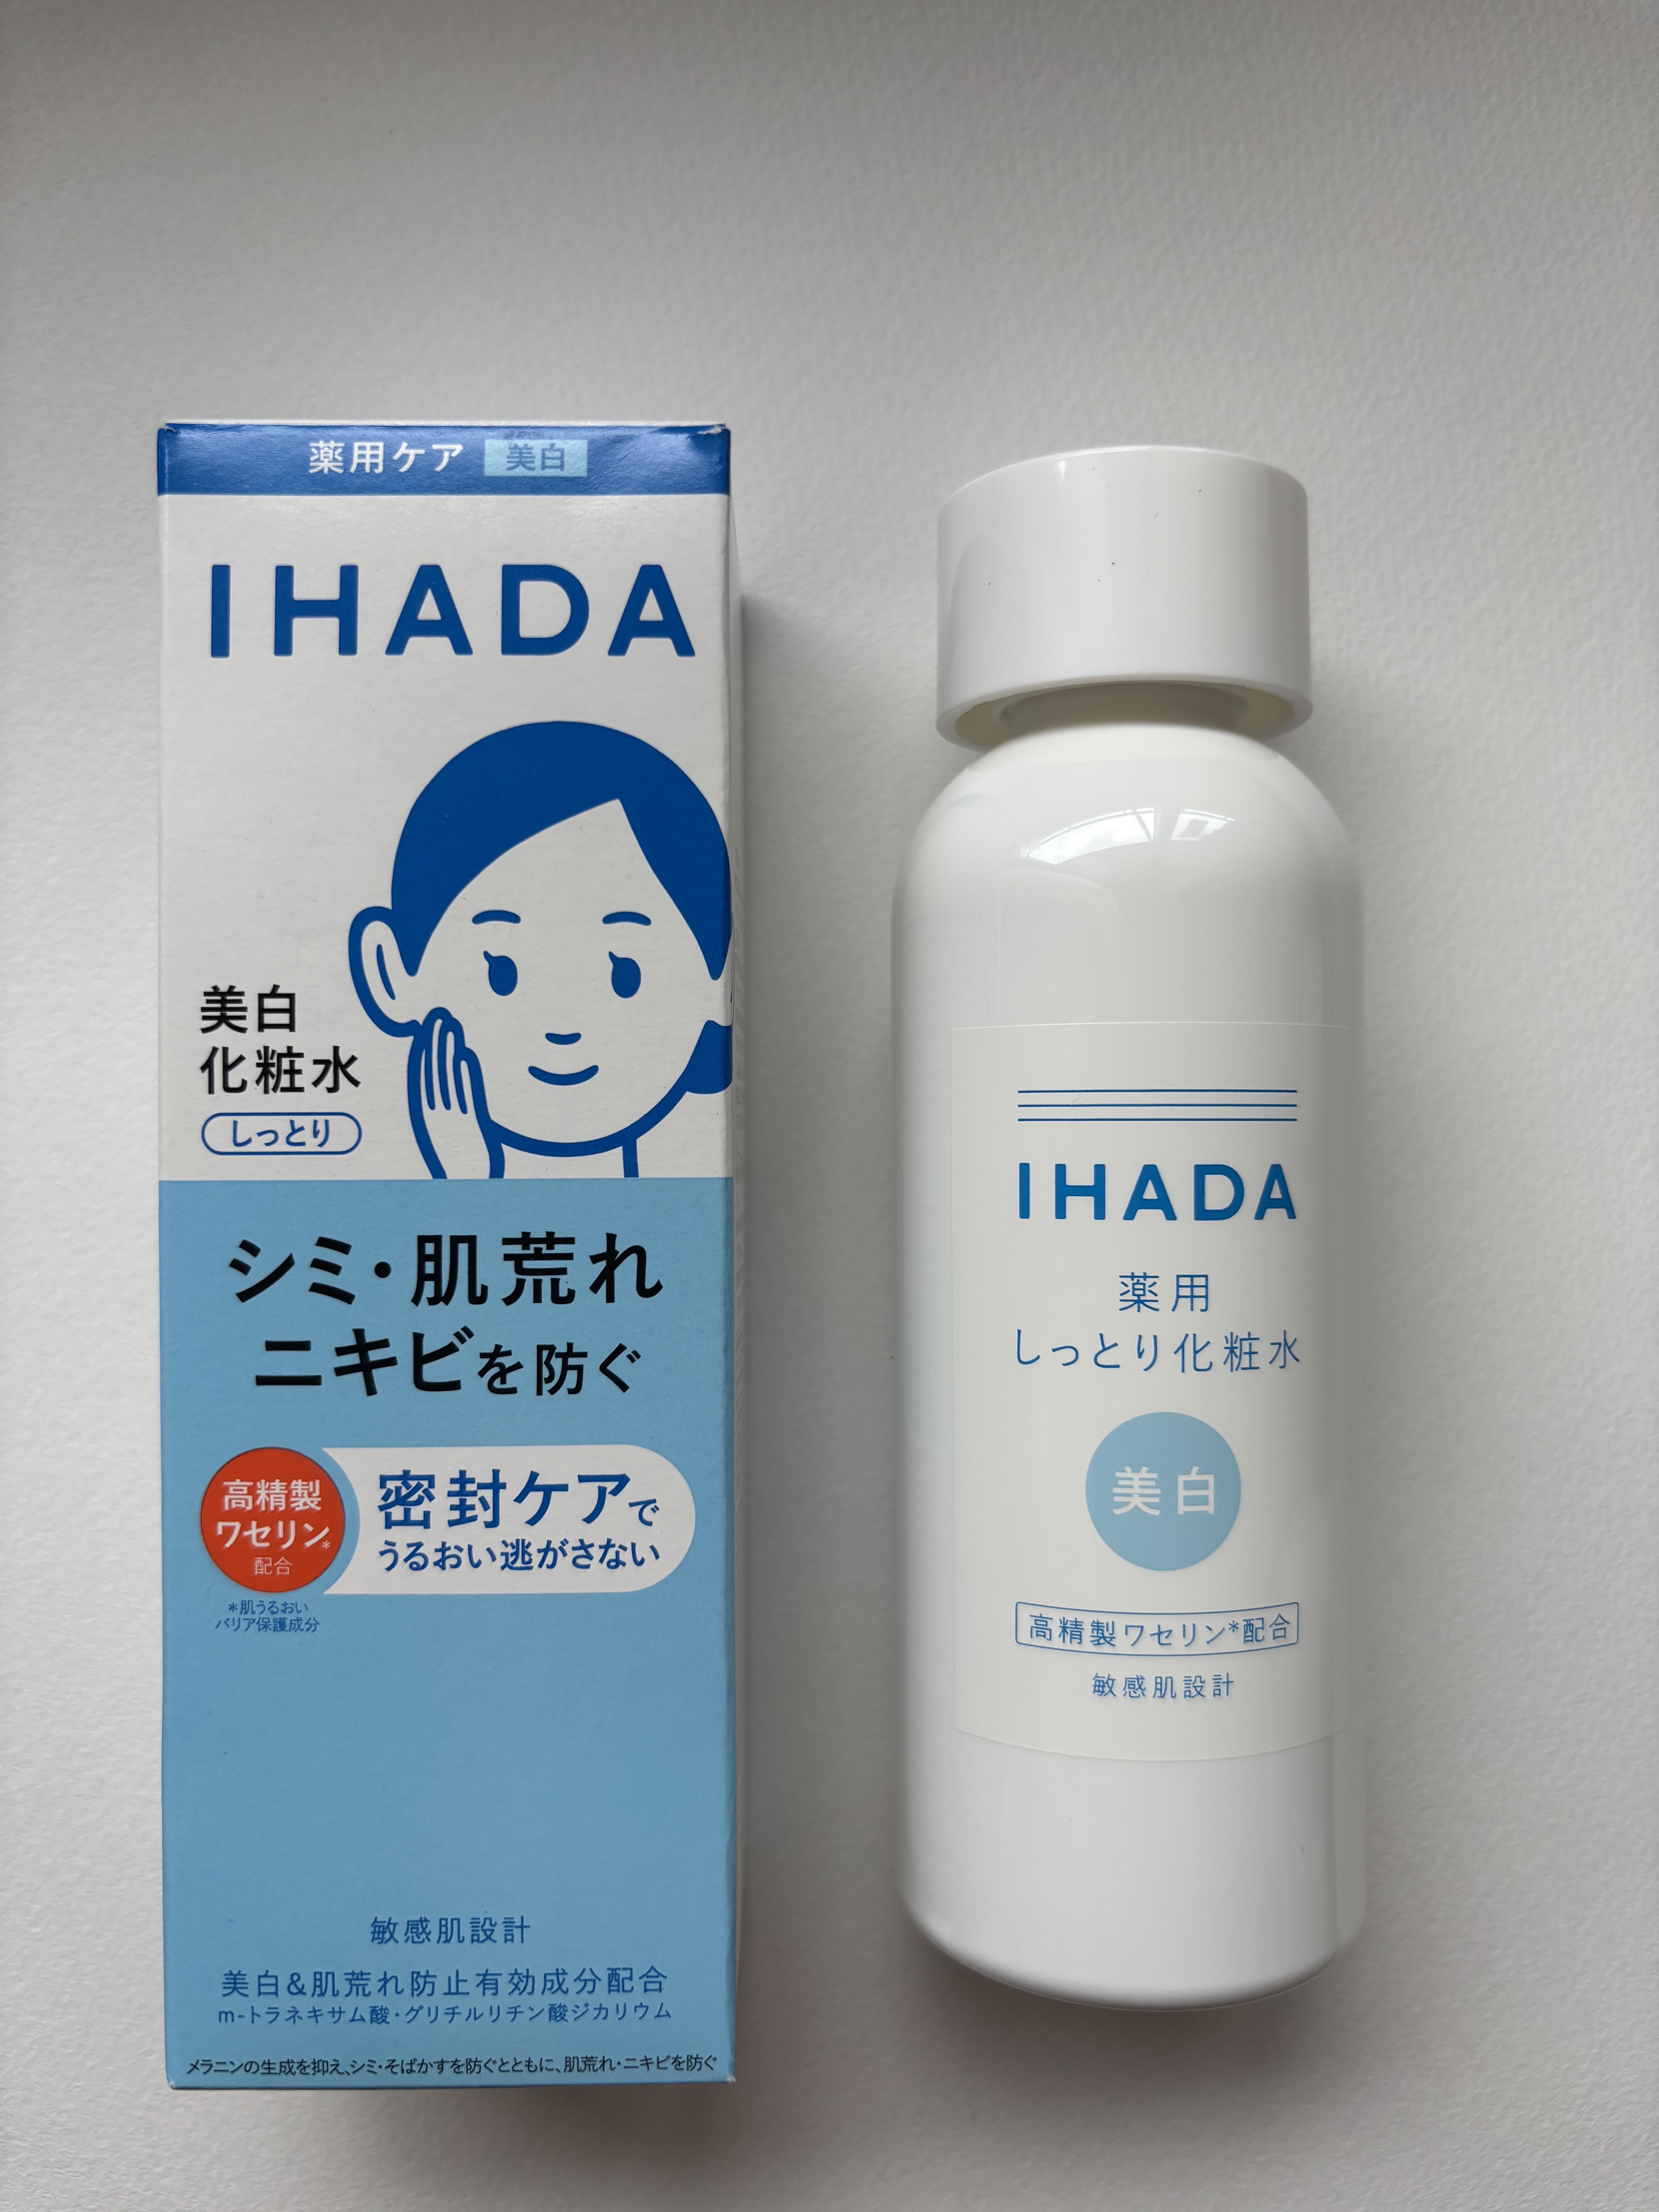 薬用ケア 美白
IHADA
美白
化粧水
しっとり
シミ・肌荒れ
ニキビを防ぐ
高精製
ワセリン*
配合
密封ケアで
うるおい逃がさない
*肌うるおい
バリア保護成分
敏感肌設計
美白&肌荒れ防止有効成分配合
m-トラネキサム酸・グリチルリチン酸ジカリウム
メラニンの生成を抑え、シミ・そばかすを防ぐとともに、肌荒れ・ニキビを防ぐ
IHADA
薬用
しっとり化粧水
美白
高精製ワセリン*配合
敏感肌設計